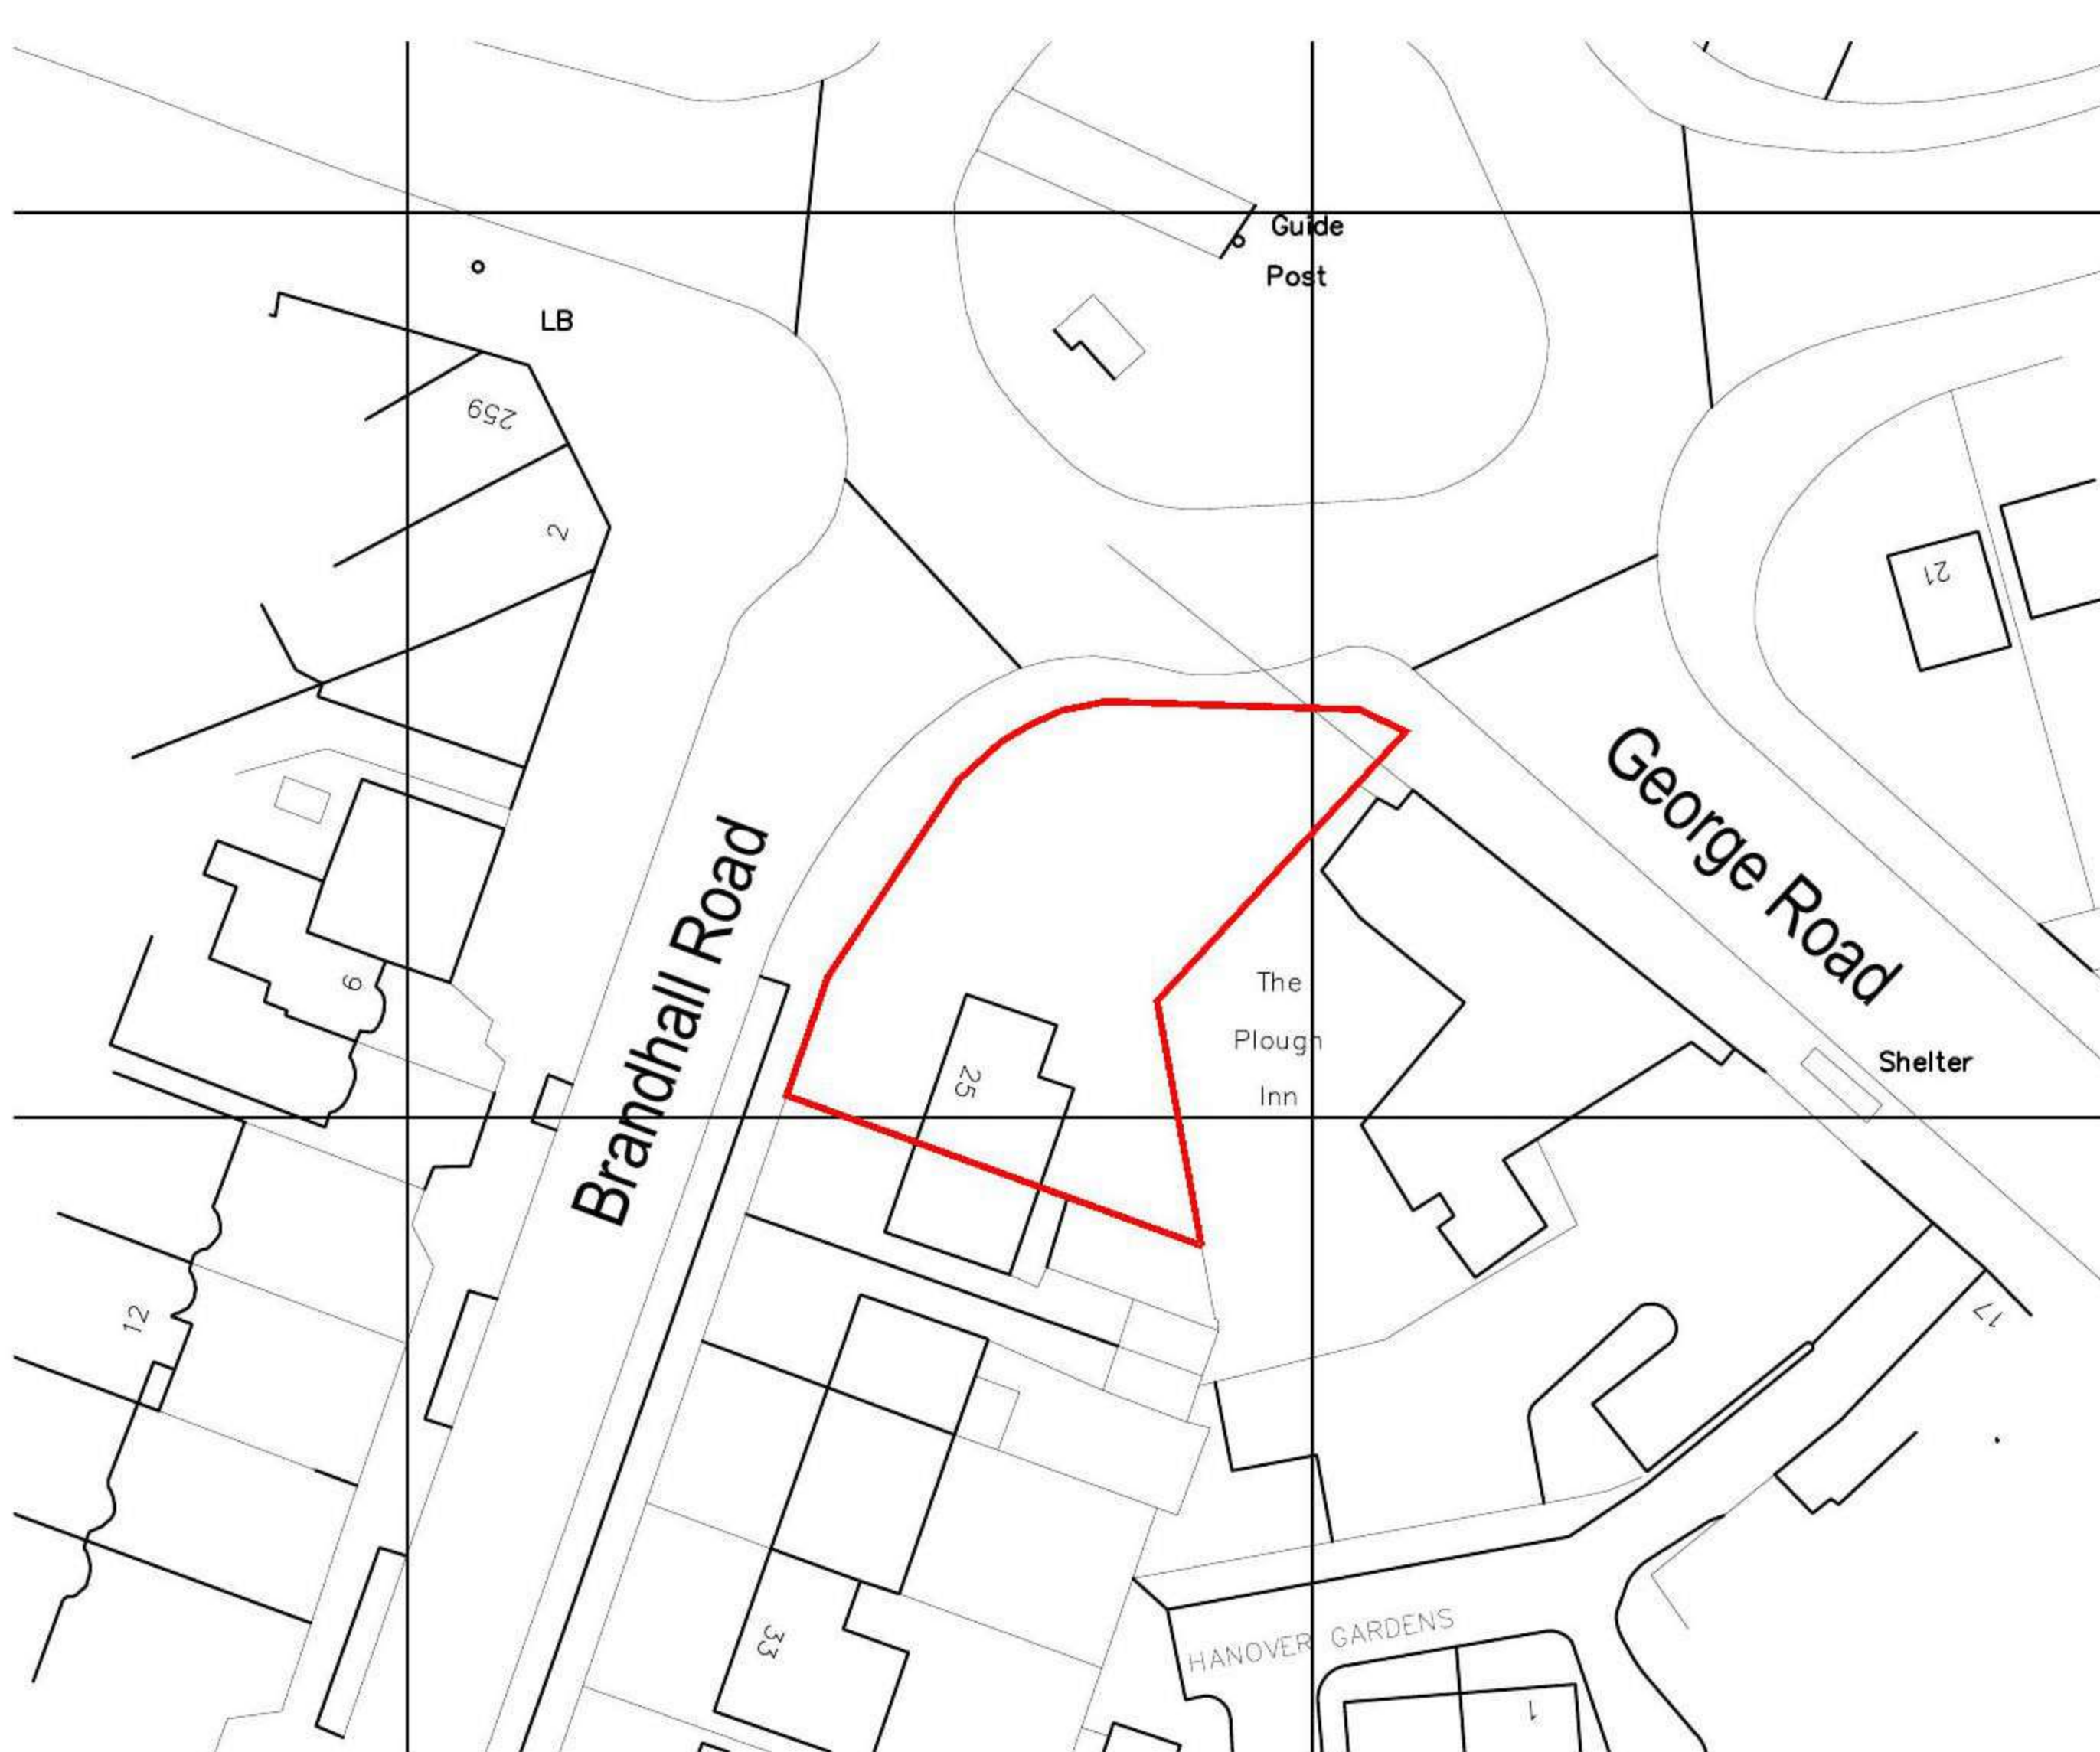 Guide
Post
LB
259
2
21
George Road
Brandhall Road
9
The
Plough
Inn
25
Shelter
12
17
33
HANOVER GARDENS
1